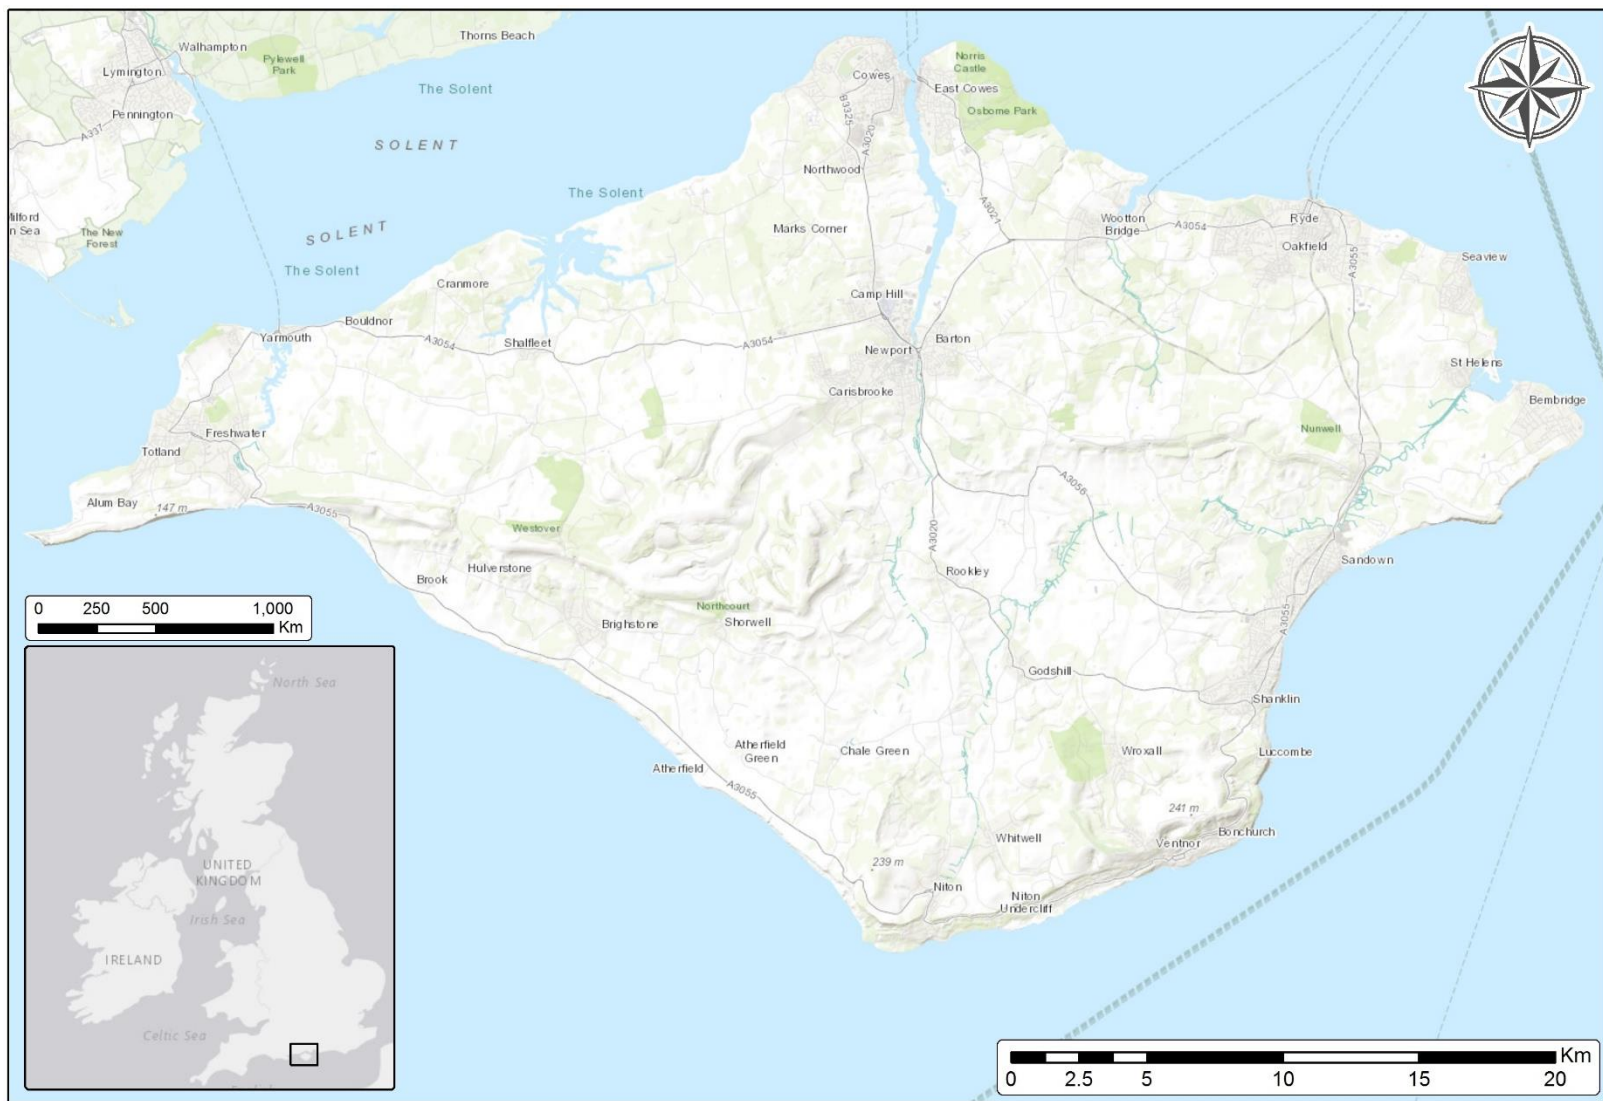 Thorns Beach
Walhampton
Pylewell
Park
Lymington
The Solent
Pennington
A337
SOLENT
Cowes
Norris
Castle
East Cowes
Osborne Park
B3325
A3020
Northwood
The Solent
The New
Forest
SOLENT
The Solent
Marks Corner
A3021
Wootton
Bridge
A3054
Ryde
Oakfield
A3055
Seaview
Cranmore
Camp Hill
Bouldnor
Yarmouth
A3054
Shalfleet
A3054
Newport
Barton
Carisbrooke
St Helens
Bembridge
Freshwater
Totland
Nunwell
Alum Bay
147 m
A3055
Westover
A3056
A3020
Hulverstone
Brook
Rookley
Sandown
Northcourt
Shorwell
Brighstone
A3055
Godshill
Shanklin
Atherfield
Green
Chale Green
Wroxall
Luccombe
Atherfield
A3055
241 m
Bonchurch
Whitwell
Ventnor
239 m
Niton
Niton
Undercliff
0 250 500 1,000
Km
North Sea
UNITED
KINGDOM
Irish Sea
IRELAND
Celtic Sea
Km
0 2.5 5 10 15 20